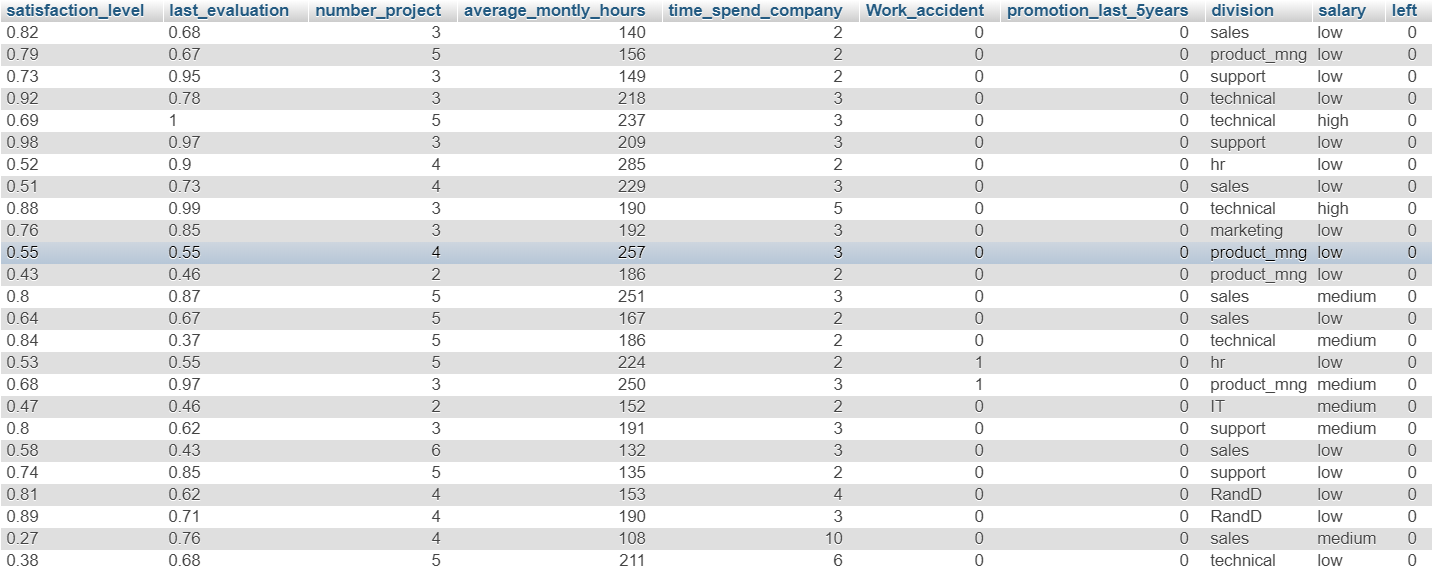 satisfaction_level last_evaluation number_project average_montly_hours time_spend_company Work_accident promotion_last_5years division salary left
0.82 0.68 3 140 2 0 0 sales low 0
0.79 0.67 5 156 2 0 0 product_mng low 0
0.73 0.95 3 149 2 0 0 support low 0
0.92 0.78 3 218 3 0 0 technical low 0
0.69 1 5 237 3 0 0 technical high 0
0.98 0.97 3 209 3 0 0 support low 0
0.52 0.9 4 285 2 0 0 hr low 0
0.51 0.73 4 229 3 0 0 sales low 0
0.88 0.99 3 190 5 0 0 technical high 0
0.76 0.85 3 192 3 0 0 marketing low 0
0.55 0.55 4 257 3 0 0 product_mng low 0
0.43 0.46 2 186 2 0 0 product_mng low 0
0.8 0.87 5 251 3 0 0 sales medium 0
0.64 0.67 5 167 2 0 0 sales low 0
0.84 0.37 5 186 2 0 0 technical medium 0
0.53 0.55 5 224 2 1 0 hr low 0
0.68 0.97 3 250 3 1 0 product_mng medium 0
0.47 0.46 2 152 2 0 0 IT medium 0
0.8 0.62 3 191 3 0 0 support medium 0
0.58 0.43 6 132 3 0 0 sales low 0
0.74 0.85 5 135 2 0 0 support low 0
0.81 0.62 4 153 4 0 0 RandD low 0
0.89 0.71 4 190 3 0 0 RandD low 0
0.27 0.76 4 108 10 0 0 sales medium 0
0.38 0.68 5 211 6 0 0 technical low 0